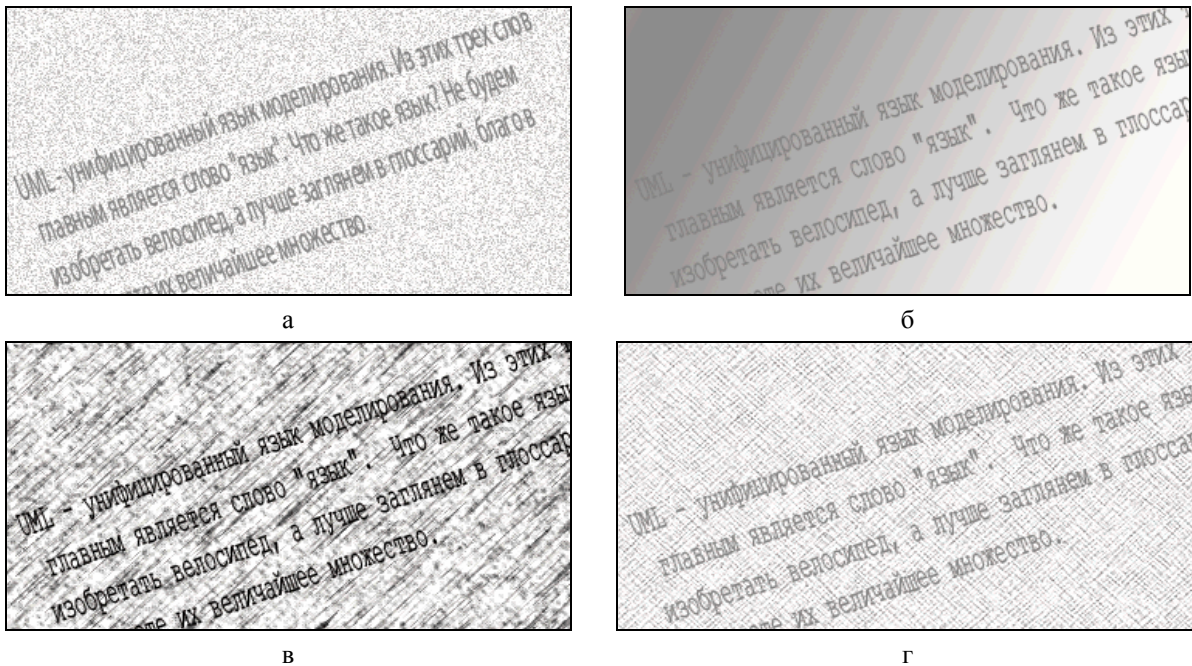 UML - унифицированный язык моделирования. Из этих трех слов
главным является слово "язык". Что же такое язык? Не будем
изобретать велосипед, а лучше заглянем в глоссарий, благо в
их величайшее множество.
а
UML - унифицированный язык моделирования. Из этих
главным является слово "язык". Что же такое язы
изобретать велосипед, а лучше заглянем в глоссар
их величайшее множество.
б
UML - унифицированный язык моделирования. Из этих
главным является слово "язык". Что же такое язы
изобретать велосипед, а лучше заглянем в глоссар
их величайшее множество.
в
UML - унифицированный язык моделирования. Из этих
главным является слово "язык". Что же такое язы
изобретать велосипед, а лучше заглянем в глоссар
их величайшее множество.
г